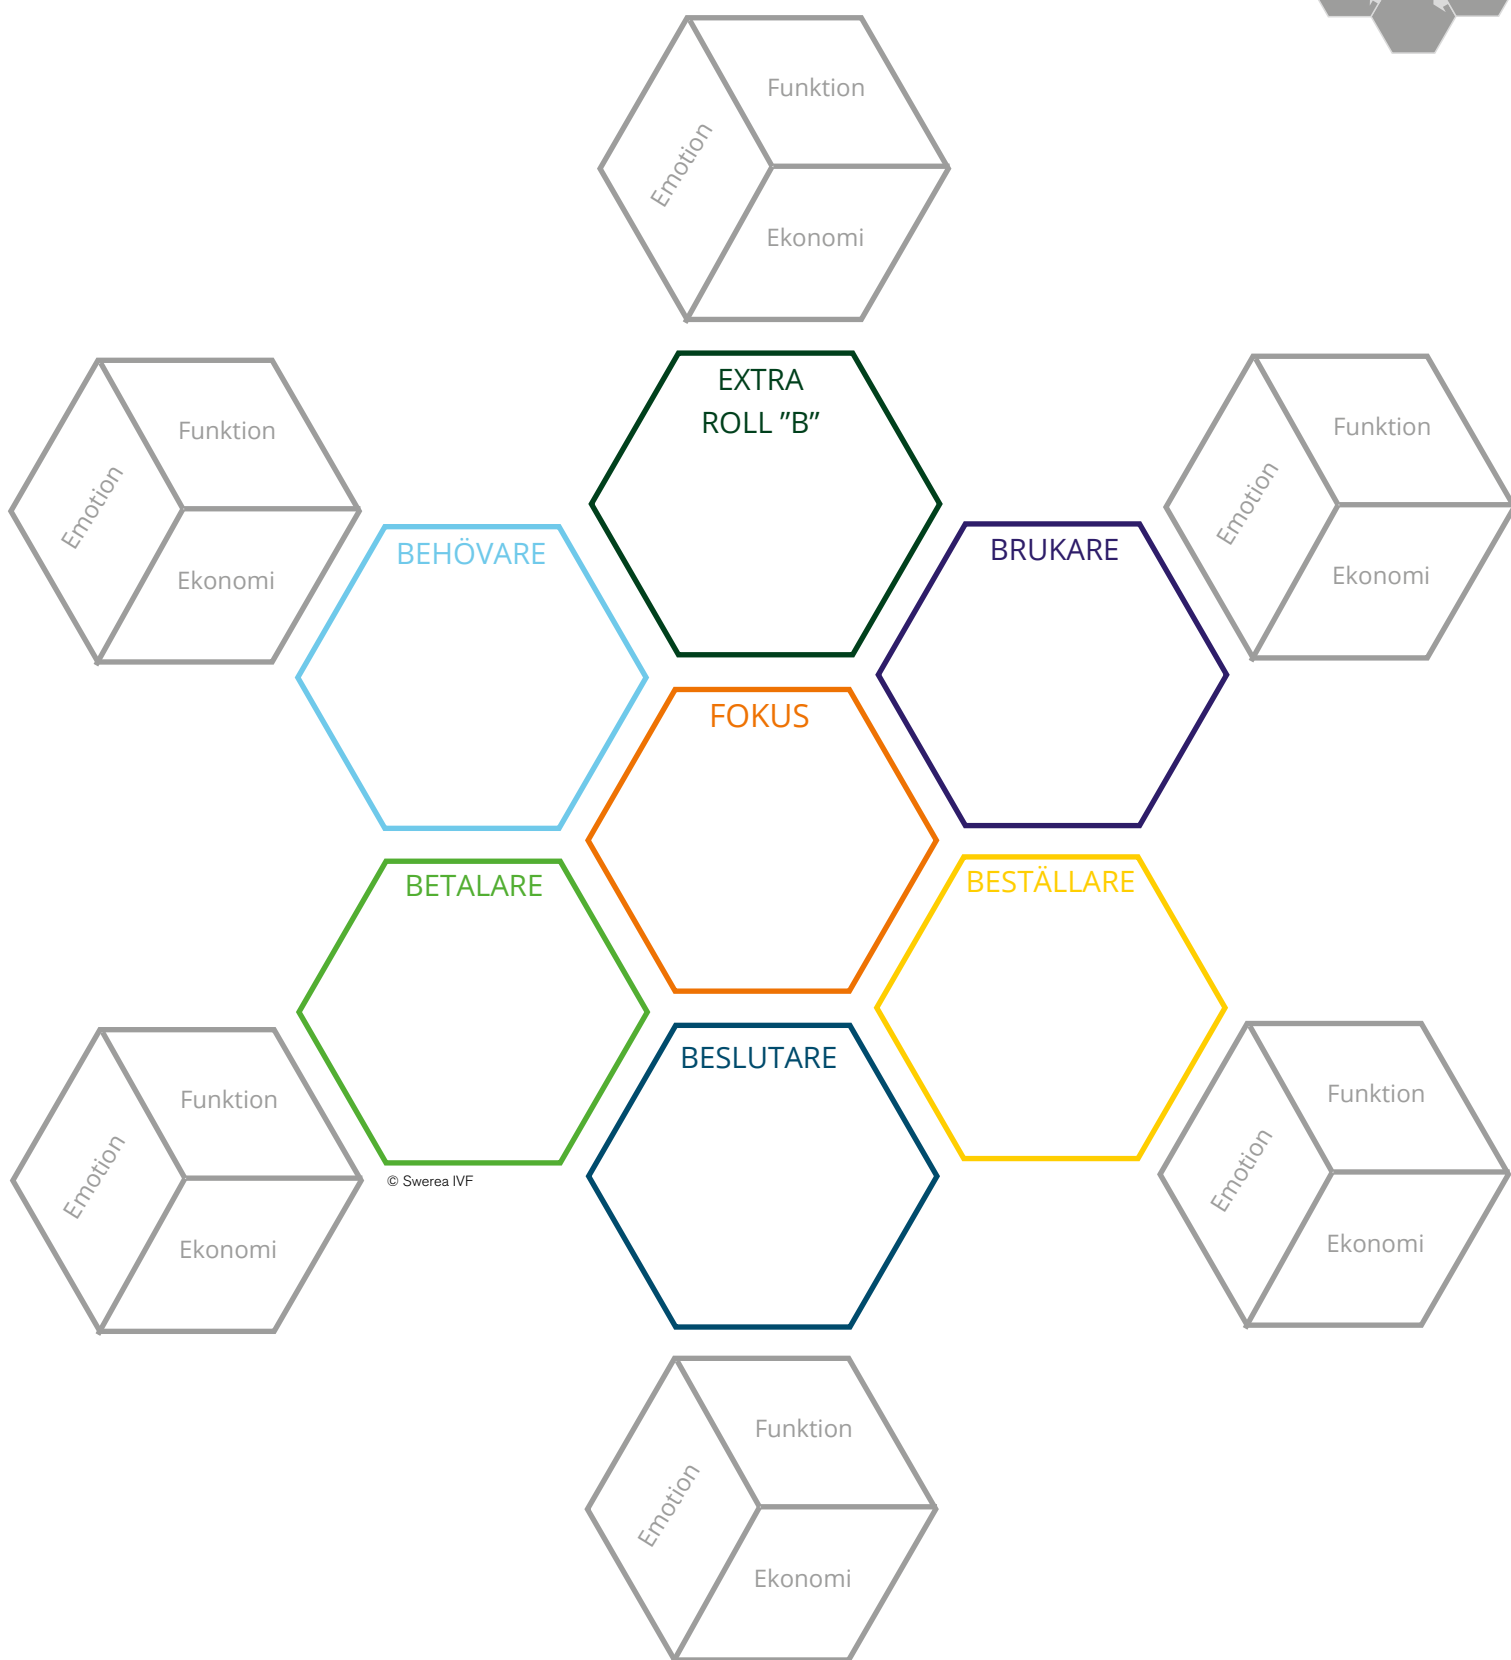 Funktion
Emotion
Ekonomi
EXTRA
ROLL ”B”
Funktion
Emotion
Ekonomi
Funktion
Emotion
Ekonomi
BEHÖVARE
BRUKARE
FOKUS
BETALARE
BESTÄLLARE
BESLUTARE
Funktion
Emotion
Ekonomi
© Swerea IVF
Funktion
Emotion
Ekonomi
Funktion
Emotion
Ekonomi